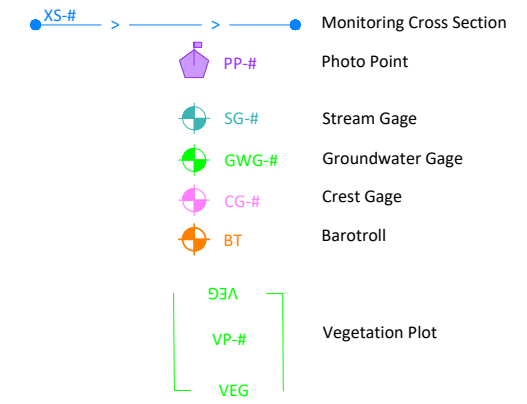 XS-# > > Monitoring Cross Section
PP-# Photo Point
SG-# Stream Gage
GWG-# Groundwater Gage
CG-# Crest Gage
BT Barotroll
VEG
VP-# Vegetation Plot
VEG